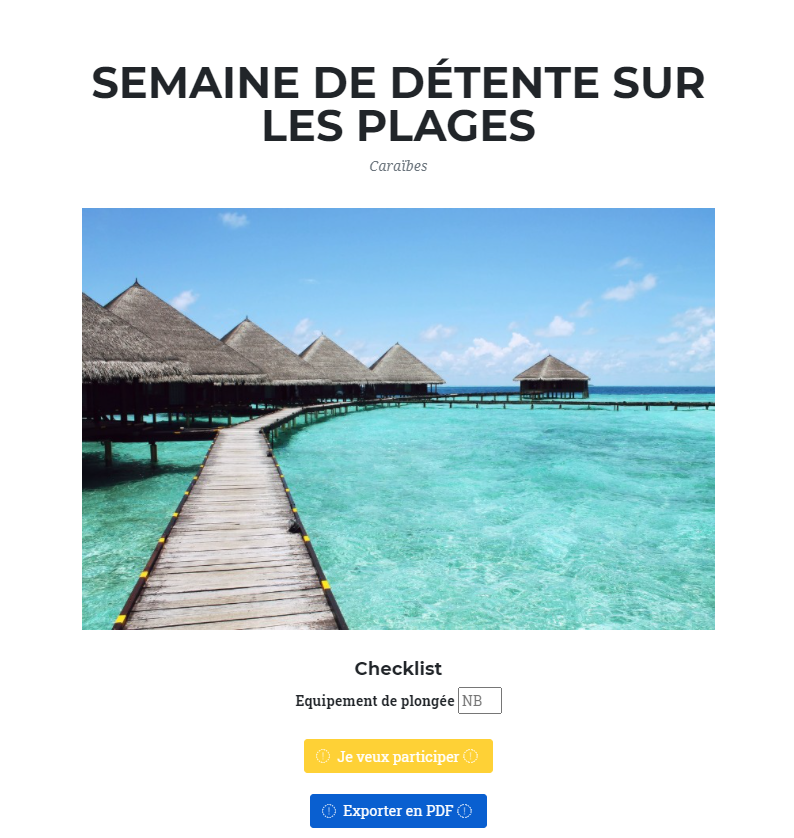 SEMAINE DE DÉTENTE SUR
LES PLAGES
Caraïbes
Checklist
Equipement de plongée NB
Je veux participer
Exporter en PDF